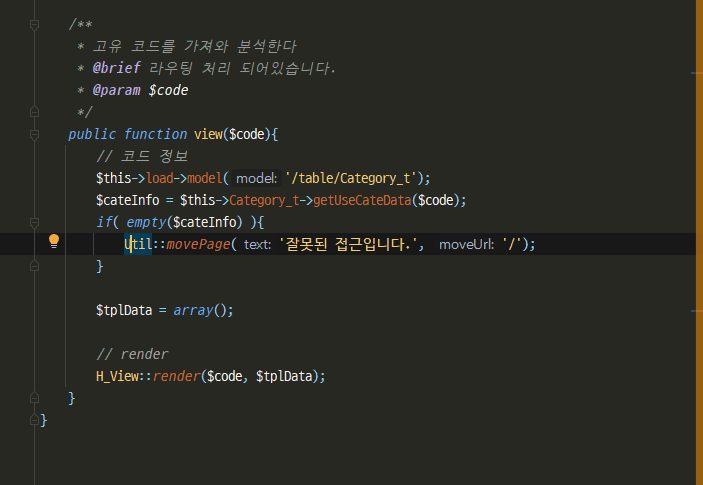 /**
* 고유 코드를 가져와 분석한다
* @brief 라우팅 처리 되어있습니다.
* @param $code
*/
public function view($code){
// 코드 정보
$this->load->model( model: '/table/Category_t');
$cateInfo = $this->Category_t->getUseCateData($code);
if( empty($cateInfo) ){
Util::movePage( text: '잘못된 접근입니다.', moveUrl: '/');
}
$tplData = array();
// render
H_View::render($code, $tplData);
}
}